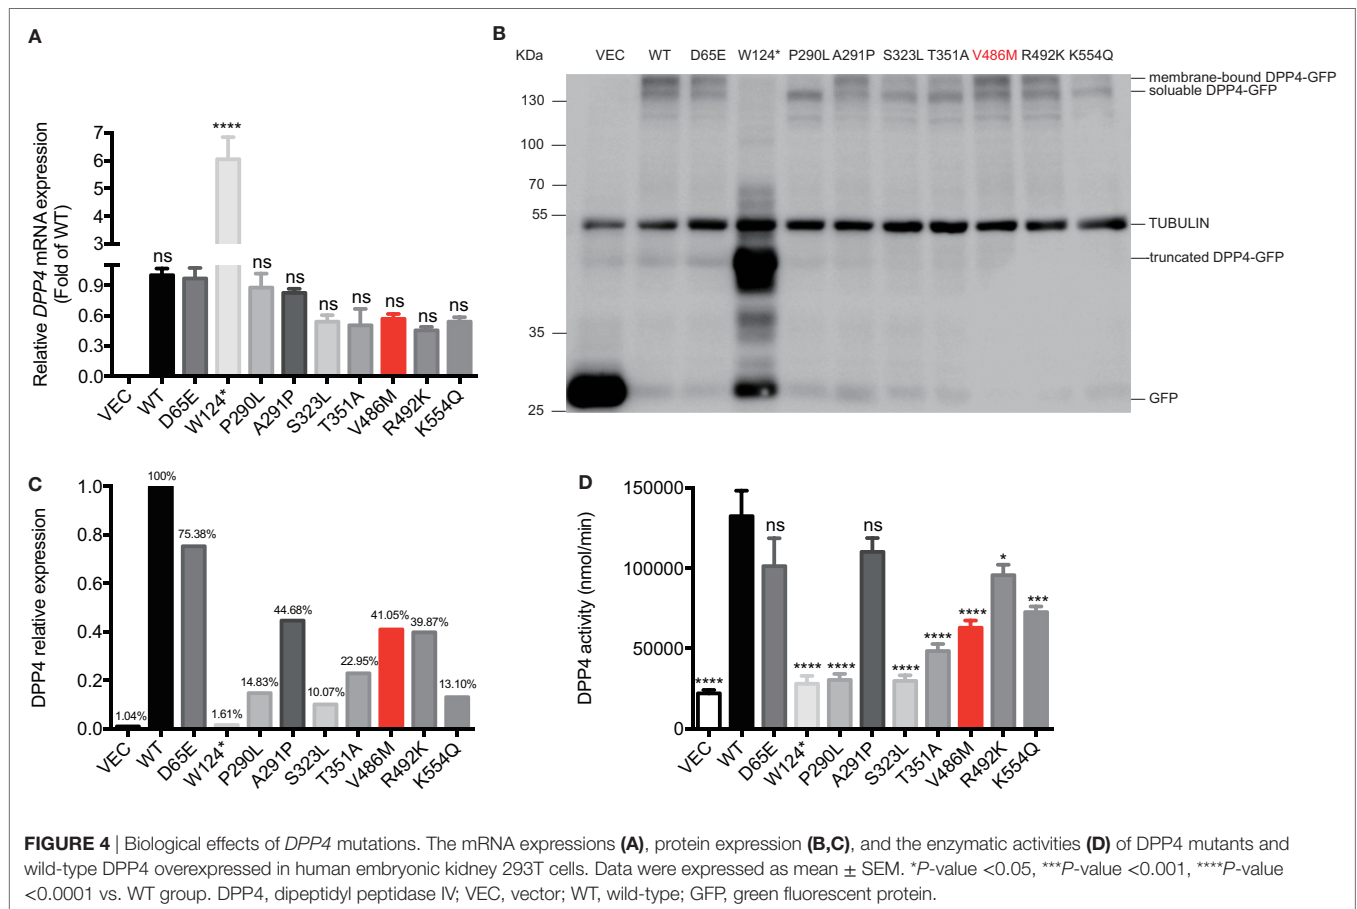 A
Relative DPP4 mRNA expression
(Fold of WT)
7
6
5
4
3
0.9
0.6
0.3
0.0
ns
****
ns
ns
ns
ns
ns
ns
ns
VEC
WT
D65E
W124*
P290L
A291P
S323L
T351A
V486M
R492K
K554Q
B
KDa VEC WT D65E W124* P290L A291P S323L T351A V486M R492K K554Q
130
100
70
55
35
25
membrane-bound DPP4-GFP
soluable DPP4-GFP
TUBULIN
truncated DPP4-GFP
GFP
C
DPP4 relative expression
1.0
0.8
0.6
0.4
0.2
0.0
1.04%
100%
75.38%
1.61%
14.83%
44.68%
10.07%
22.95%
41.05%
39.87%
13.10%
VEC
WT
D65E
W124*
P290L
A291P
S323L
T351A
V486M
R492K
K554Q
D
DPP4 activity (nmol/min)
150000
100000
50000
0
****
ns
****
****
ns
****
****
****
*
***
VEC
WT
D65E
W124*
P290L
A291P
S323L
T351A
V486M
R492K
K554Q
FIGURE 4 | Biological effects of DPP4 mutations. The mRNA expressions (A), protein expression (B,C), and the enzymatic activities (D) of DPP4 mutants and
wild-type DPP4 overexpressed in human embryonic kidney 293T cells. Data were expressed as mean ± SEM. *P-value <0.05, ***P-value <0.001, ****P-value
<0.0001 vs. WT group. DPP4, dipeptidyl peptidase IV; VEC, vector; WT, wild-type; GFP, green fluorescent protein.